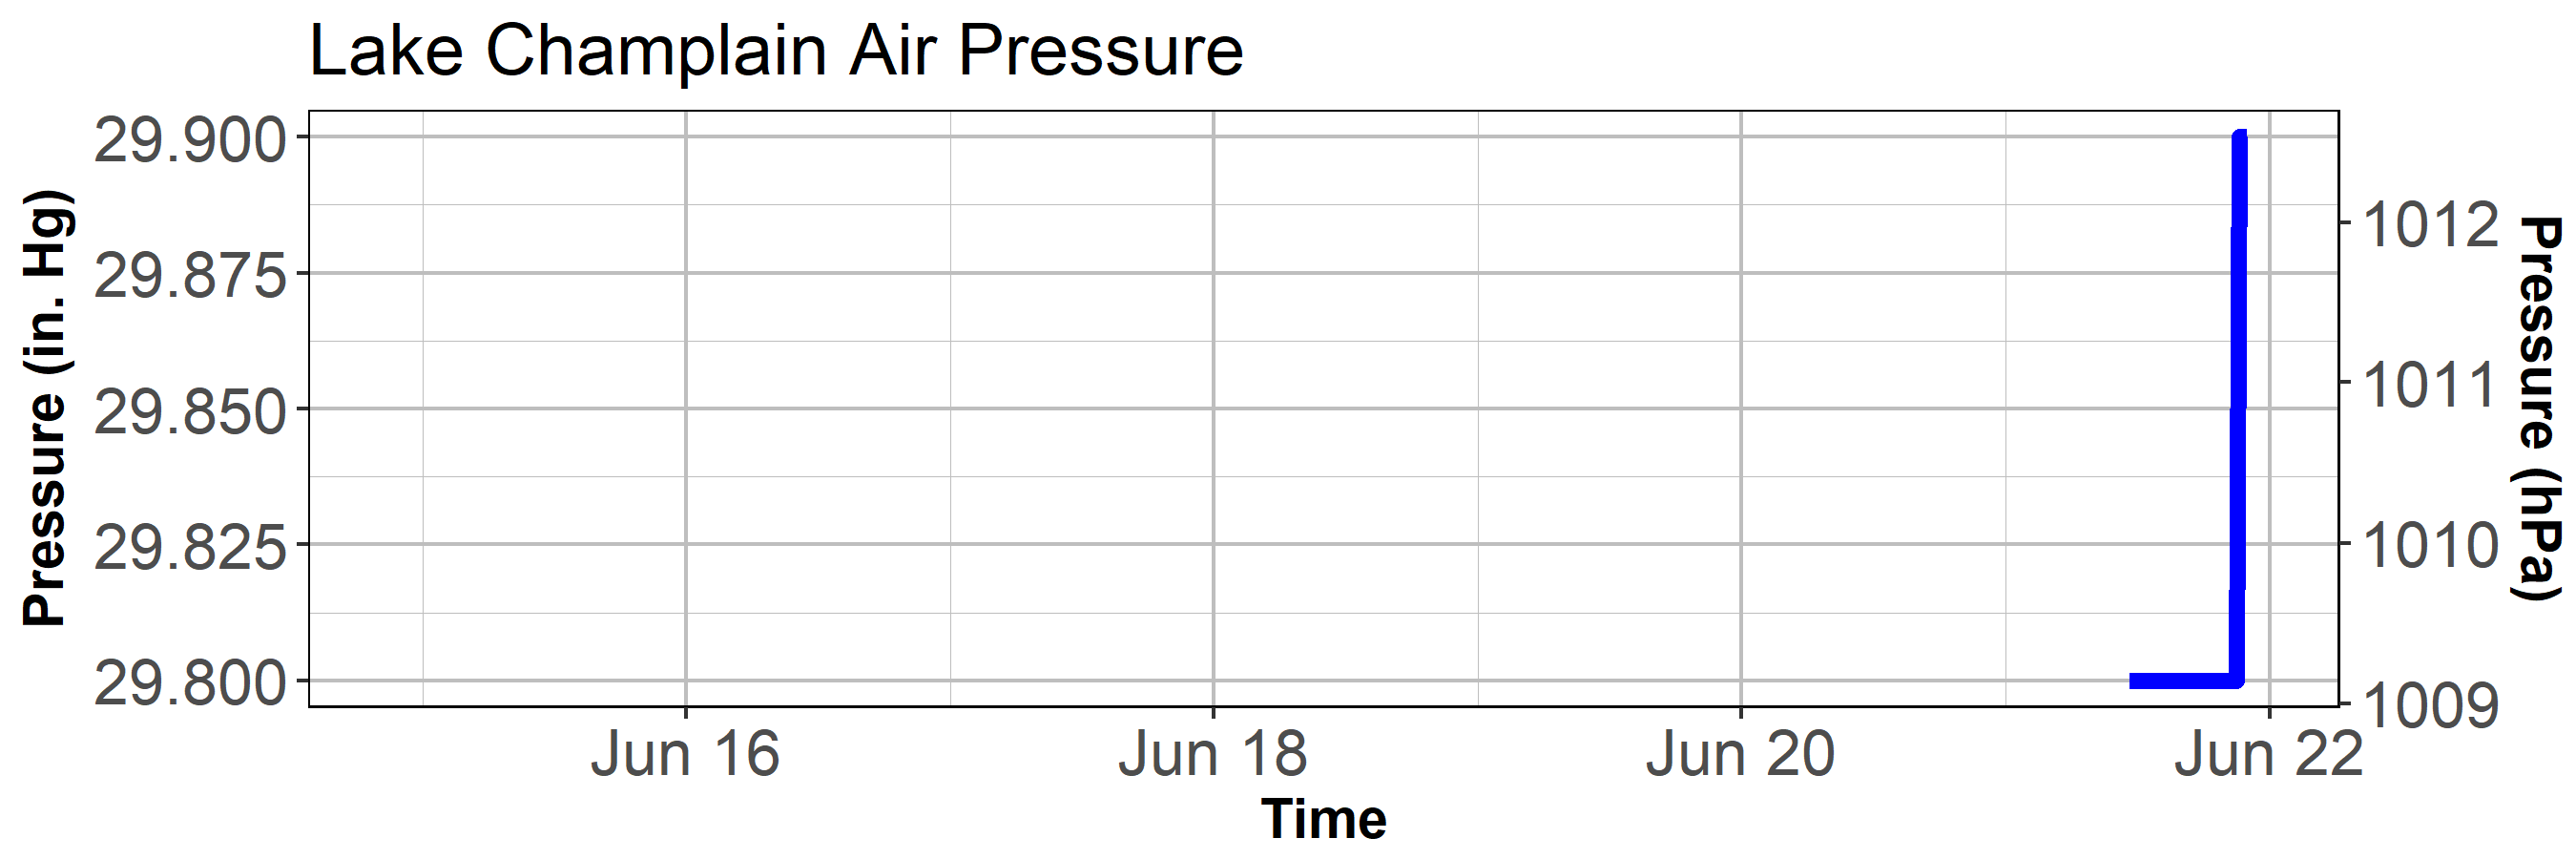 Lake Champlain Air Pressure
Pressure (in. Hg)
29.900
29.875
29.850
29.825
29.800
1012
1011
1010
1009
Pressure (hPa)
Jun 16 Jun 18 Jun 20 Jun 22
Time